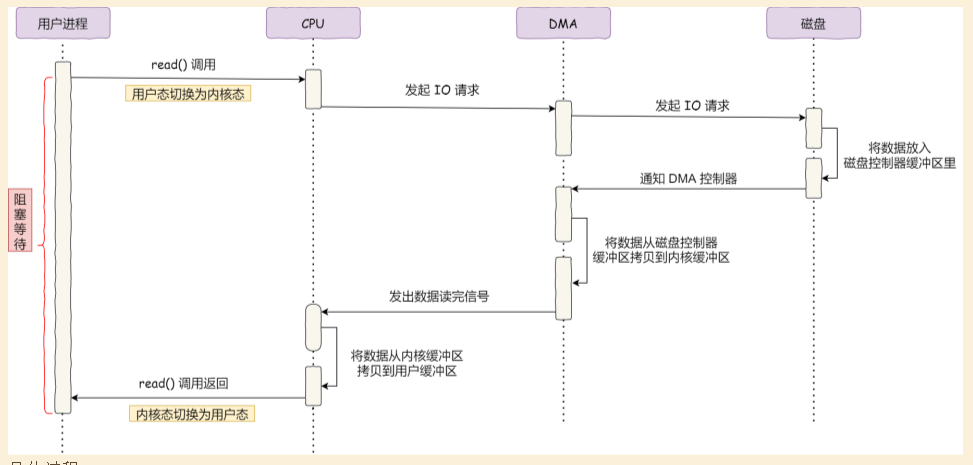 用户进程
CPU
DMA
磁盘
read() 调用
用户态切换为内核态
发起 IO 请求
发起 IO 请求
将数据放入
磁盘控制器缓冲区里
通知 DMA 控制器
阻塞等待
将数据从磁盘控制器
缓冲区拷贝到内核缓冲区
发出数据读完信号
将数据从内核缓冲区
拷贝到用户缓冲区
read() 调用返回
内核态切换为用户态